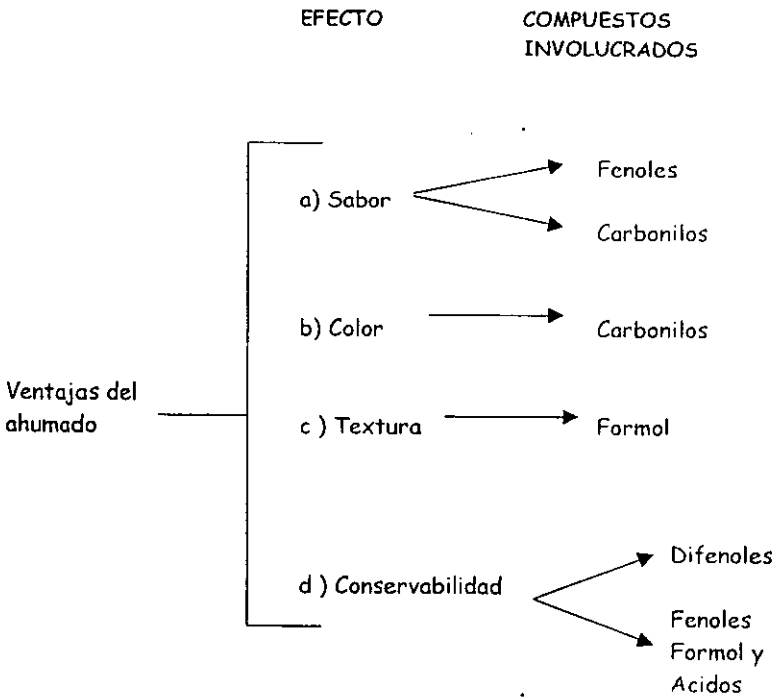 EFECTO
COMPUESTOS
INVOLUCRADOS
a) Sabor
Fenoles
Carbonilos
b) Color
Carbonilos
Ventajas del
ahumado
c ) Textura
Formol
d ) Conservabilidad
Difenoles
Fenoles
Formol y
Acidos